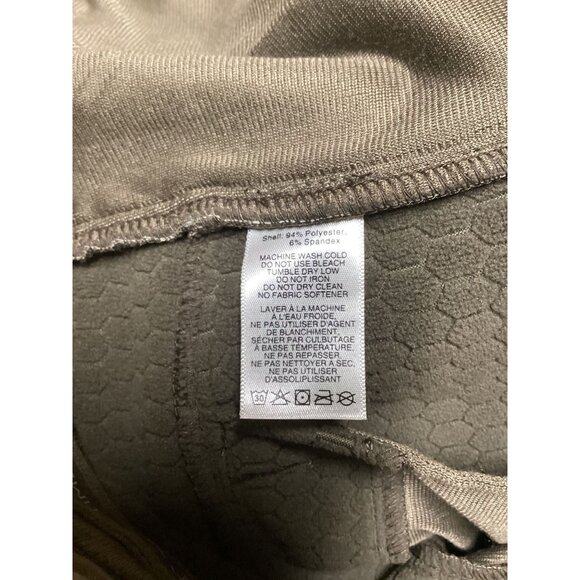 Shell: 94% Polyester,
6% Spandex
MACHINE WASH COLD
DO NOT USE BLEACH
TUMBLE DRY LOW
DO NOT IRON
DO NOT DRY CLEAN
NO FABRIC SOFTENER
LAVER À LA MACHINE
À L'EAU FROIDE,
NE PAS UTILISER D'AGENT
DE BLANCHIMENT,
SÉCHER PAR CULBUTAGE
A BASSE TEMPÉRATURE.
NE PAS REPASSER.
NE PAS NETTOYER A SEC,
NE PAS UTILISER
D'ASSOLIPLISSANT
30